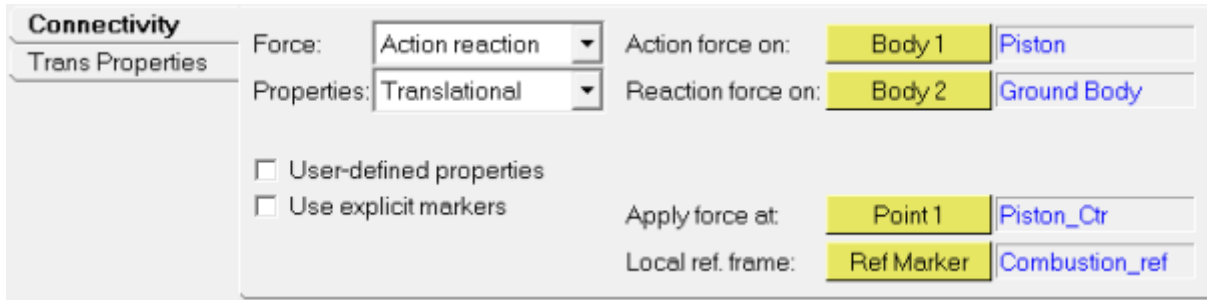 Connectivity
Trans Properties
Force: Action reaction Action force on: Body 1 Piston
Properties: Translational Reaction force on: Body 2 Ground Body
User-defined properties
Use explicit markers
Apply force at: Point 1 Piston_Ctr
Local ref. frame: Ref Marker Combustion_ref